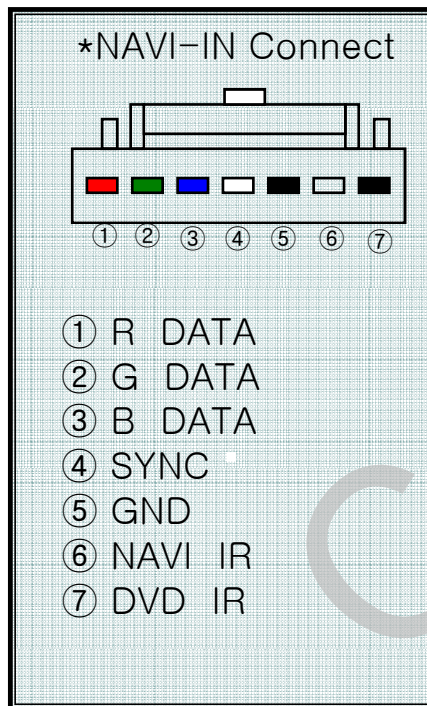 *NAVI-IN Connect
① ② ③ ④ ⑤ ⑥ ⑦
① R DATA
② G DATA
③ B DATA
④ SYNC
⑤ GND
⑥ NAVI IR
⑦ DVD IR